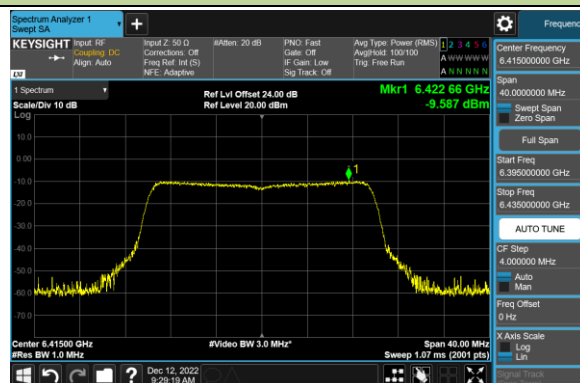 Spectrum Analyzer 1
Swept SA
Frequenc
KEYSIGHT
Input: RF
Coupling: DC
Align: Auto
Input Z: 50 Ω
Corrections: Off
Freq Ref: Int (S)
NFE: Adaptive
#Atten: 20 dB
PNO: Fast
Gate: Off
IF Gain: Low
Sig Track: Off
Avg Type: Power (RMS)
Avg|Hold: 100/100
Trig: Free Run
1 2 3 4 5 6
A W W W W W
A N N N N N
LXI
1 Spectrum
Scale/Div 10 dB
Log
Ref Lvl Offset 24.00 dB
Ref Level 20.00 dBm
Mkr1 6.422 66 GHz
-9.587 dBm
10.0
0.00
-10.0
-20.0
-30.0
-40.0
-50.0
-60.0
-70.0
1
Center 6.41500 GHz
#Res BW 1.0 MHz
#Video BW 3.0 MHz*
Span 40.00 MHz
Sweep 1.07 ms (2001 pts)
Center Frequency
6.415000000 GHz
Span
40.0000000 MHz
Swept Span
Zero Span
Full Span
Start Freq
6.395000000 GHz
Stop Freq
6.435000000 GHz
AUTO TUNE
CF Step
4.000000 MHz
Auto
Man
Freq Offset
0 Hz
X Axis Scale
Log
Lin
Signal Track
?
Dec 12, 2022
9:29:19 AM